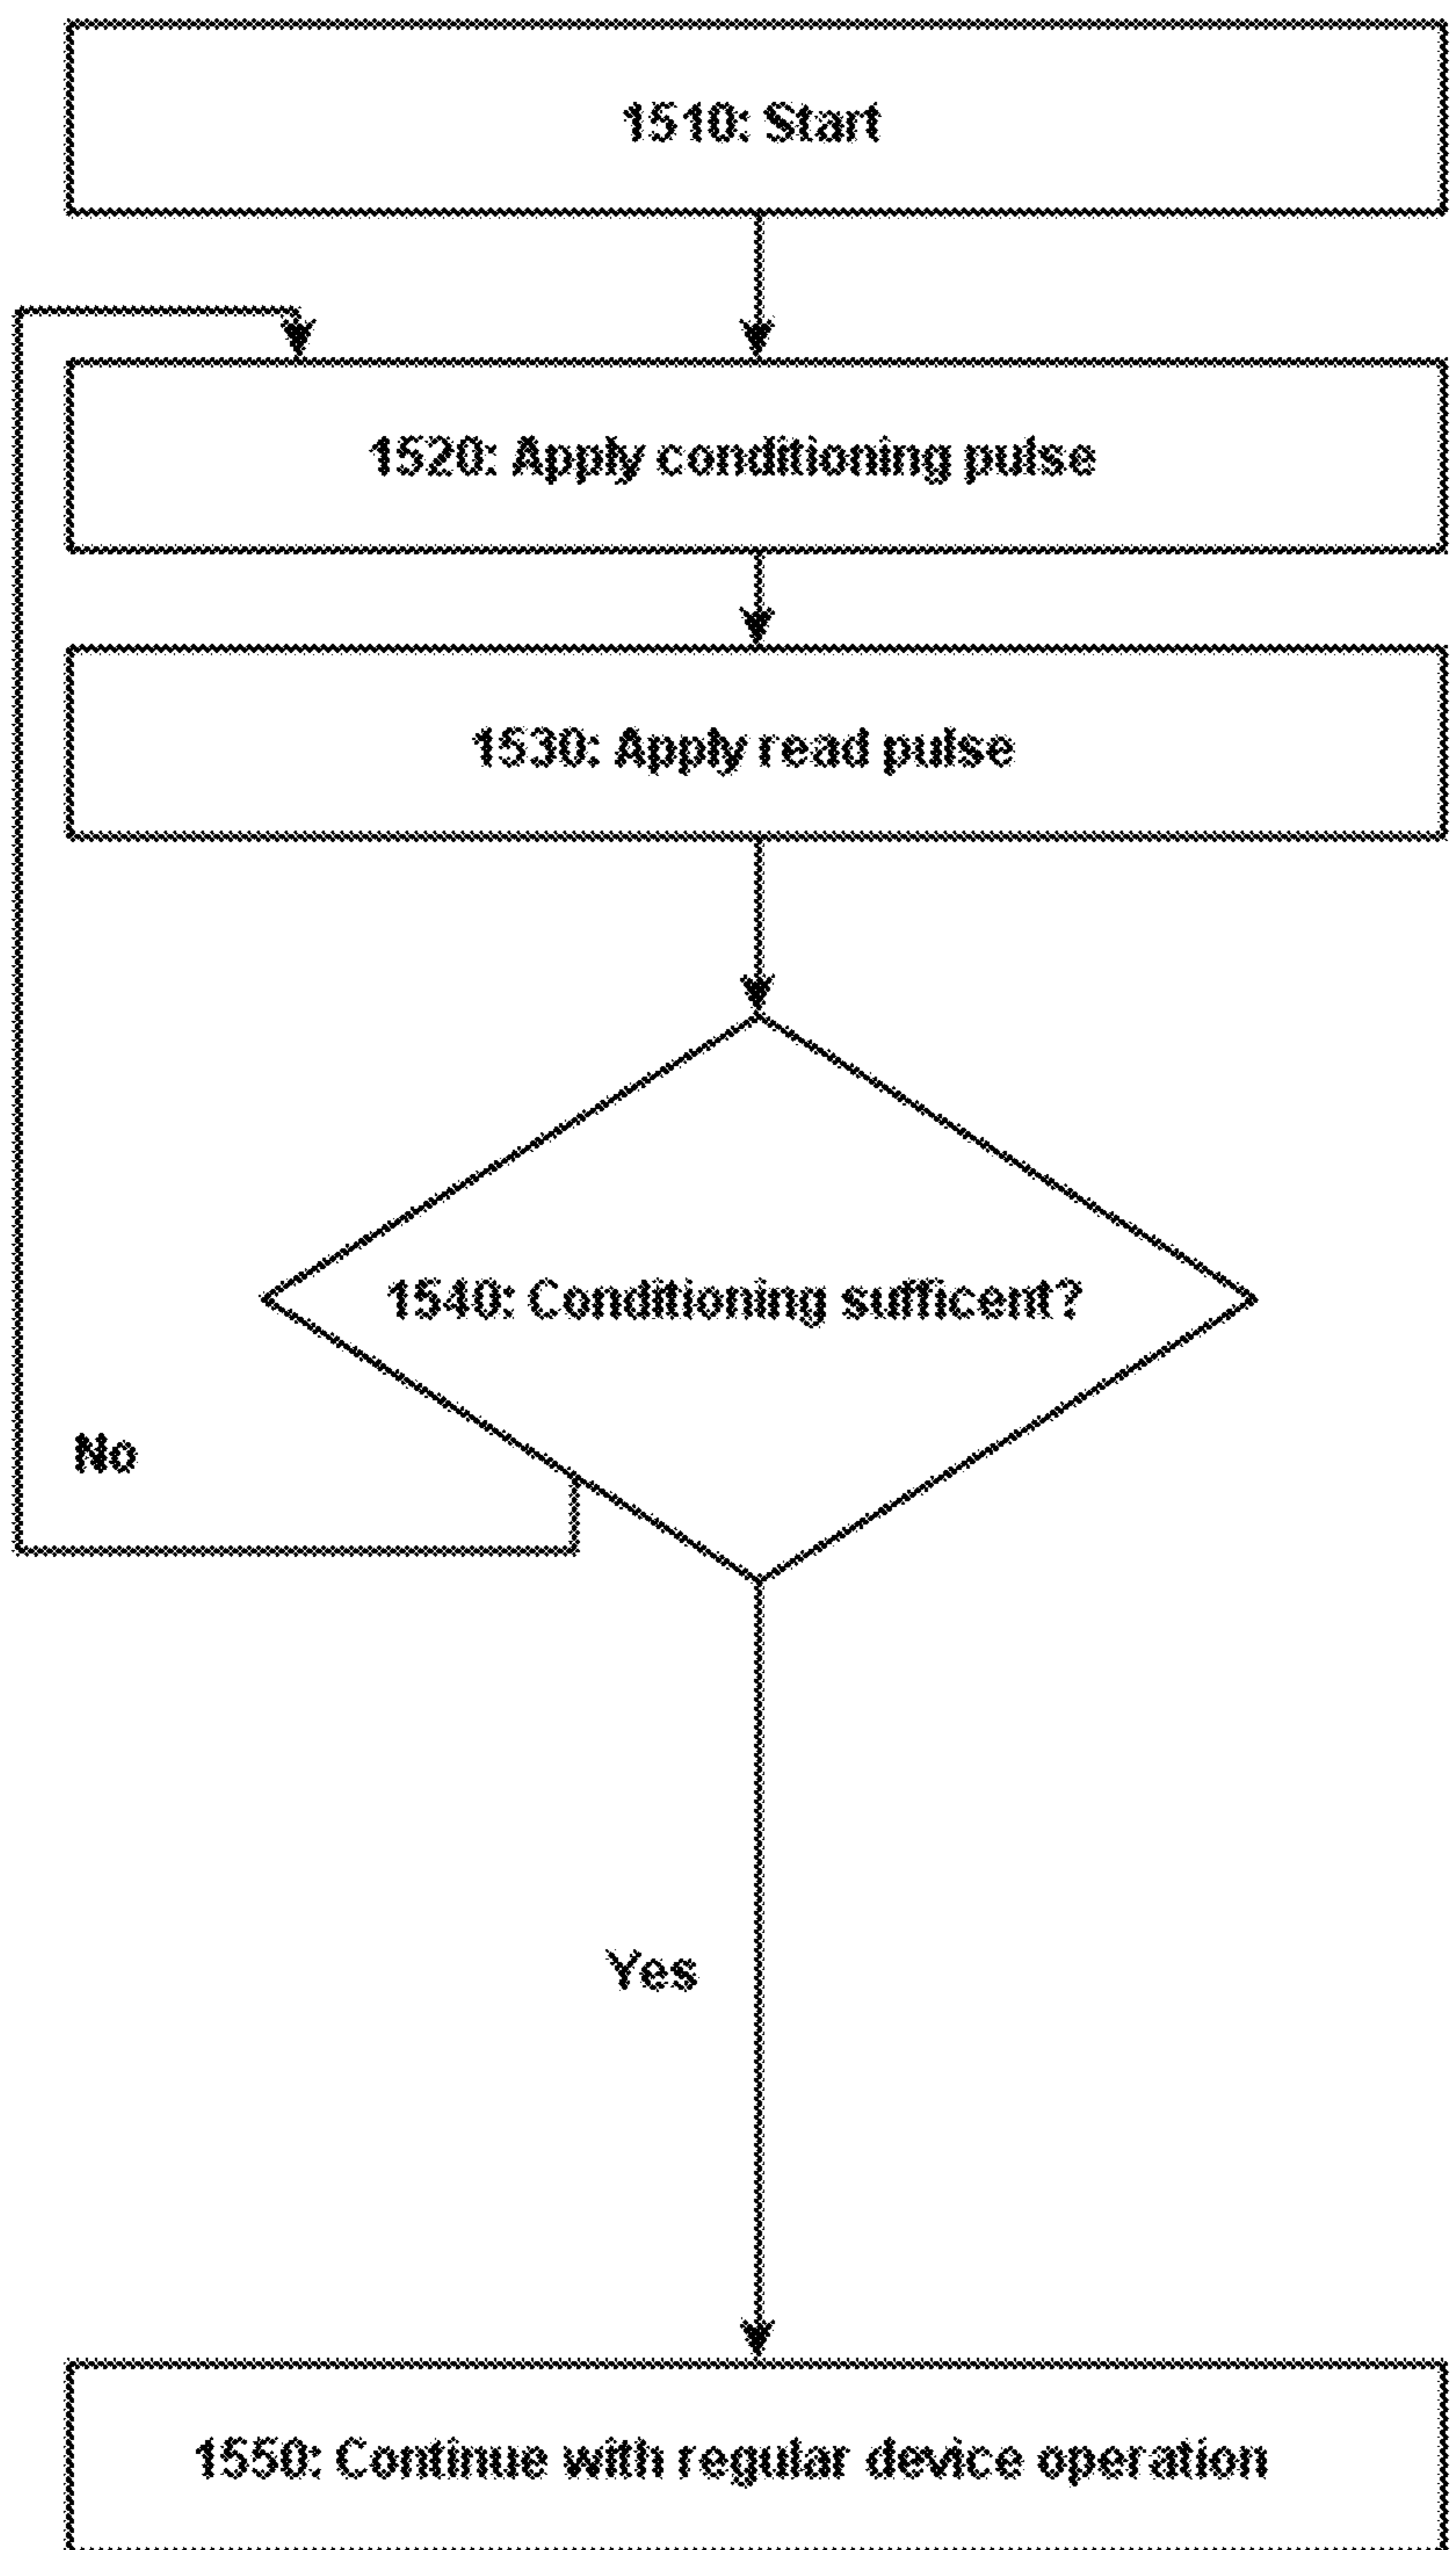 1510: Start
1520: Apply conditioning pulse
1530: Apply read pulse
1540: Conditioning sufficent?
No
Yes
1550: Continue with regular device operation